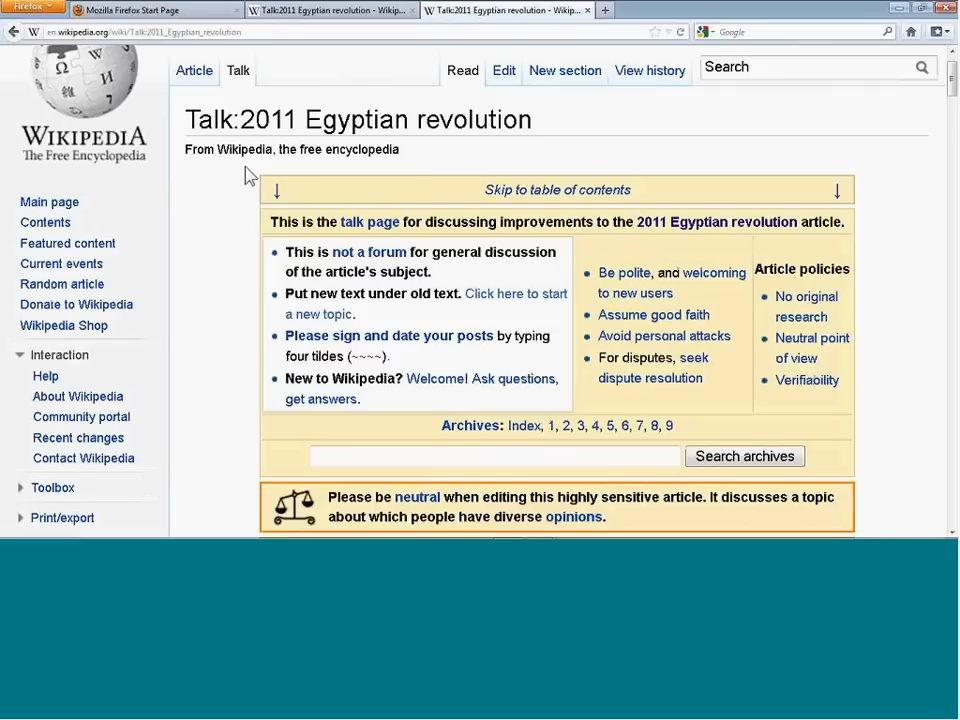 Firefox
Mozilla Firefox Start Page
Talk:2011 Egyptian revolution - Wikip...
Talk:2011 Egyptian revolution - Wikip...
en.wikipedia.org/wiki/Talk:2011_Egyptian_revolution
Google
Article
Talk
Read
Edit
New section
View history
Search
WIKIPEDIA
The Free Encyclopedia
Main page
Contents
Featured content
Current events
Random article
Donate to Wikipedia
Wikipedia Shop
Interaction
Help
About Wikipedia
Community portal
Recent changes
Contact Wikipedia
Toolbox
Print/export
Talk:2011 Egyptian revolution
From Wikipedia, the free encyclopedia
↓ Skip to table of contents ↓
This is the talk page for discussing improvements to the 2011 Egyptian revolution article.
• This is not a forum for general discussion
of the article's subject.
• Put new text under old text. Click here to start
a new topic.
• Please sign and date your posts by typing
four tildes (~~~~).
• New to Wikipedia? Welcome! Ask questions,
get answers.
• Be polite, and welcoming
to new users
• Assume good faith
• Avoid personal attacks
• For disputes, seek
dispute resolution
Article policies
• No original
research
• Neutral point
of view
• Verifiability
Archives: Index, 1, 2, 3, 4, 5, 6, 7, 8, 9
Search archives
Please be neutral when editing this highly sensitive article. It discusses a topic
about which people have diverse opinions.